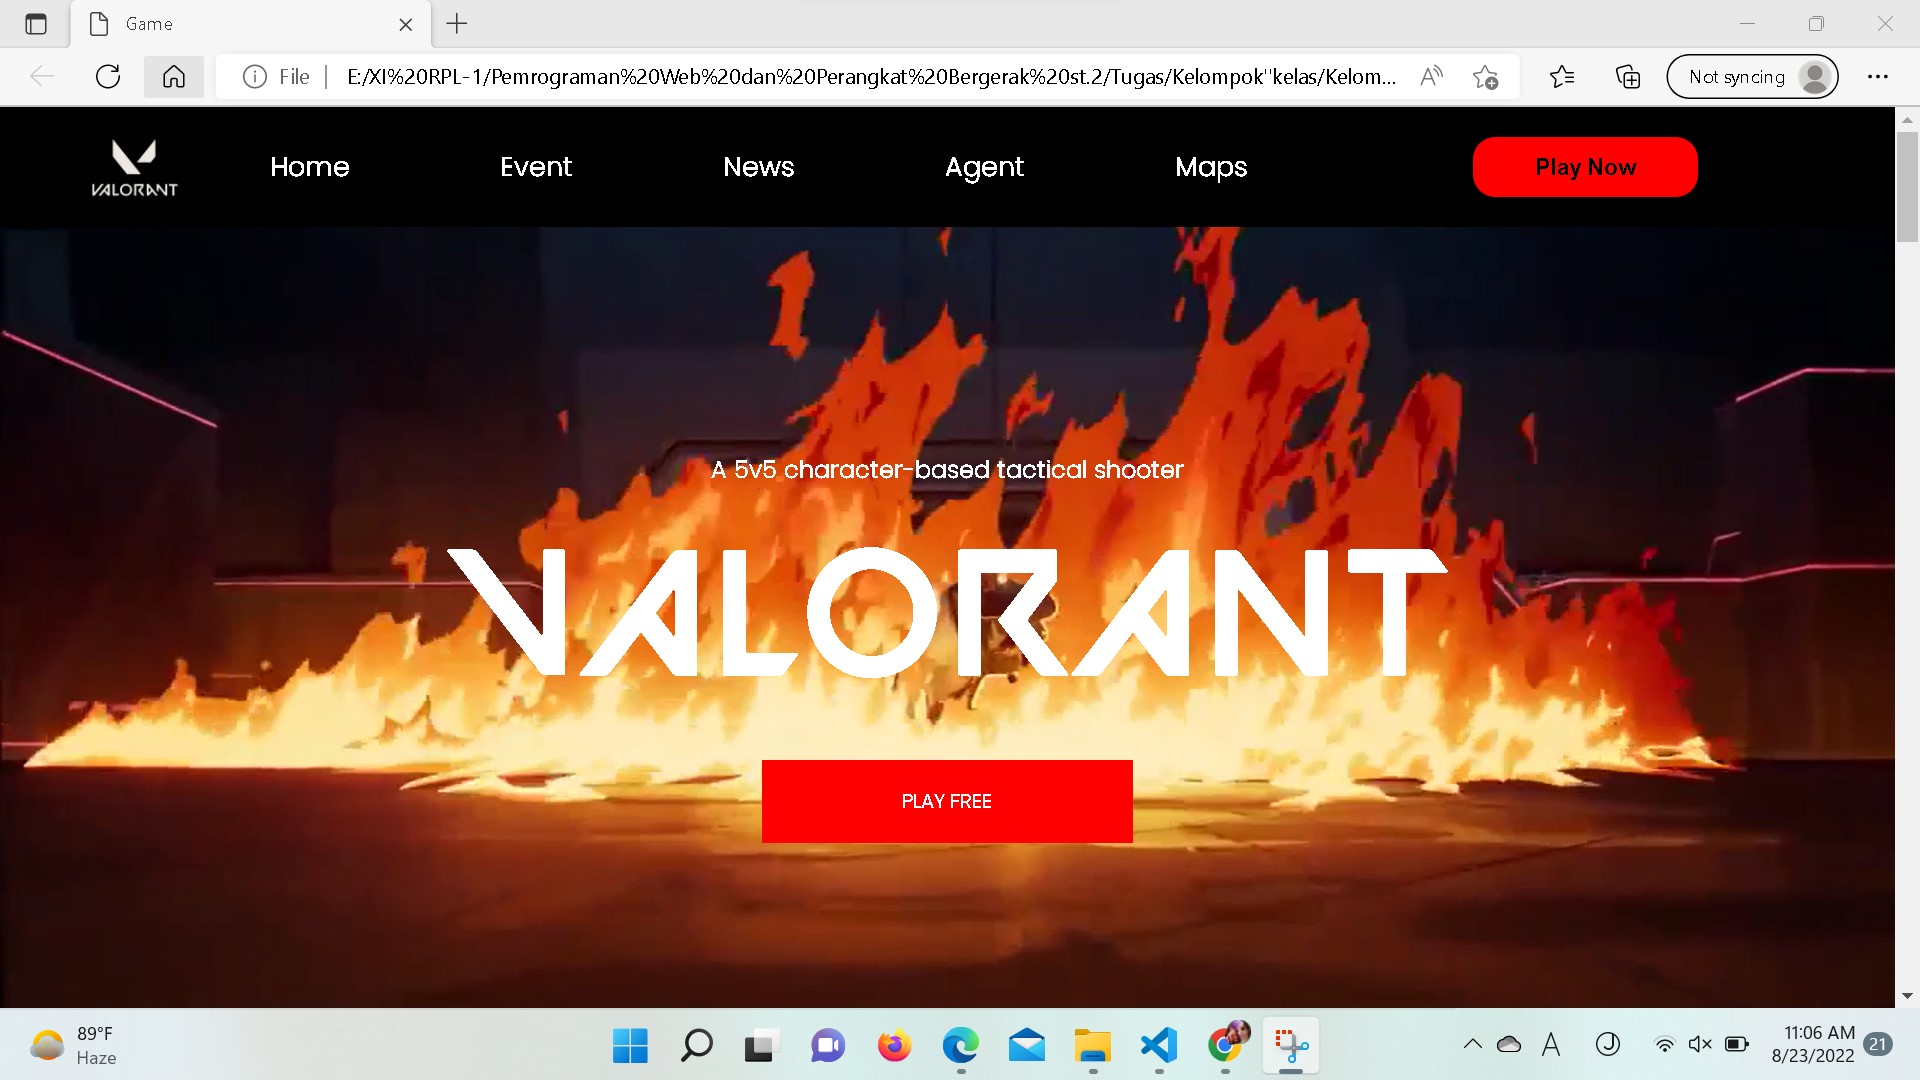 Game
File
E:/XI%20RPL-1/Pemrograman%20Web%20dan%20Perangkat%20Bergerak%20st.2/Tugas/Kelompok"kelas/Kelom...
Not syncing
VALORANT
Home
Event
News
Agent
Maps
Play Now
A 5v5 character-based tactical shooter
VALORANT
PLAY FREE
89°F
Haze
11:06 AM
8/23/2022
21